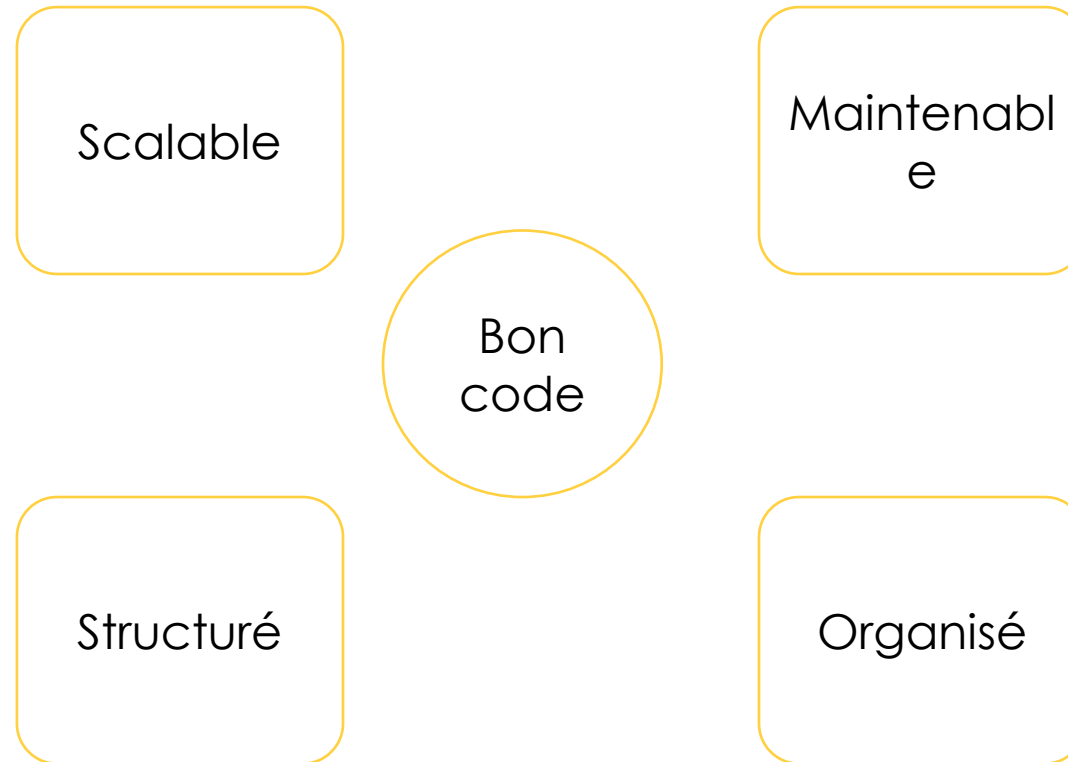 Scalable
Maintenabl
e
Bon
code
Structuré
Organisé